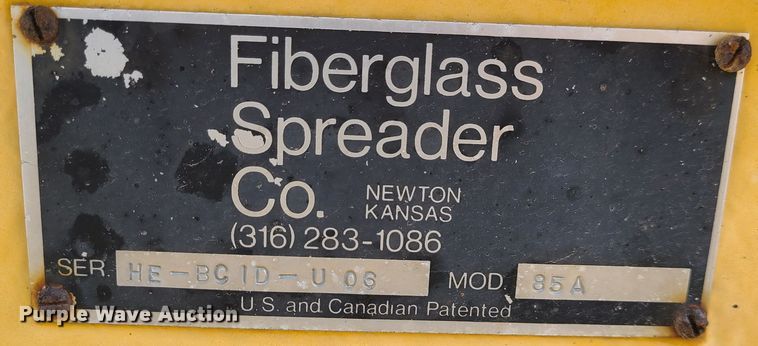 Fiberglass
Spreader
Co. NEWTON
KANSAS
(316) 283-1086
SER. HE-BCID-U 06 MOD. 85A
U.S. and Canadian Patented
Purple Wave Auction